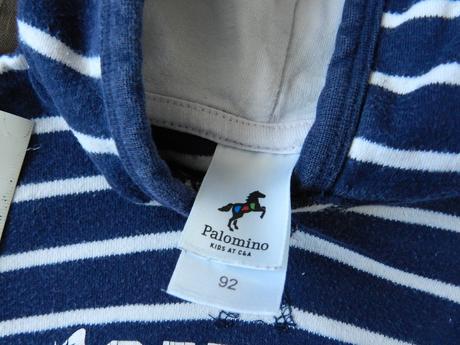 Palomino
KIDS AT C&A
92